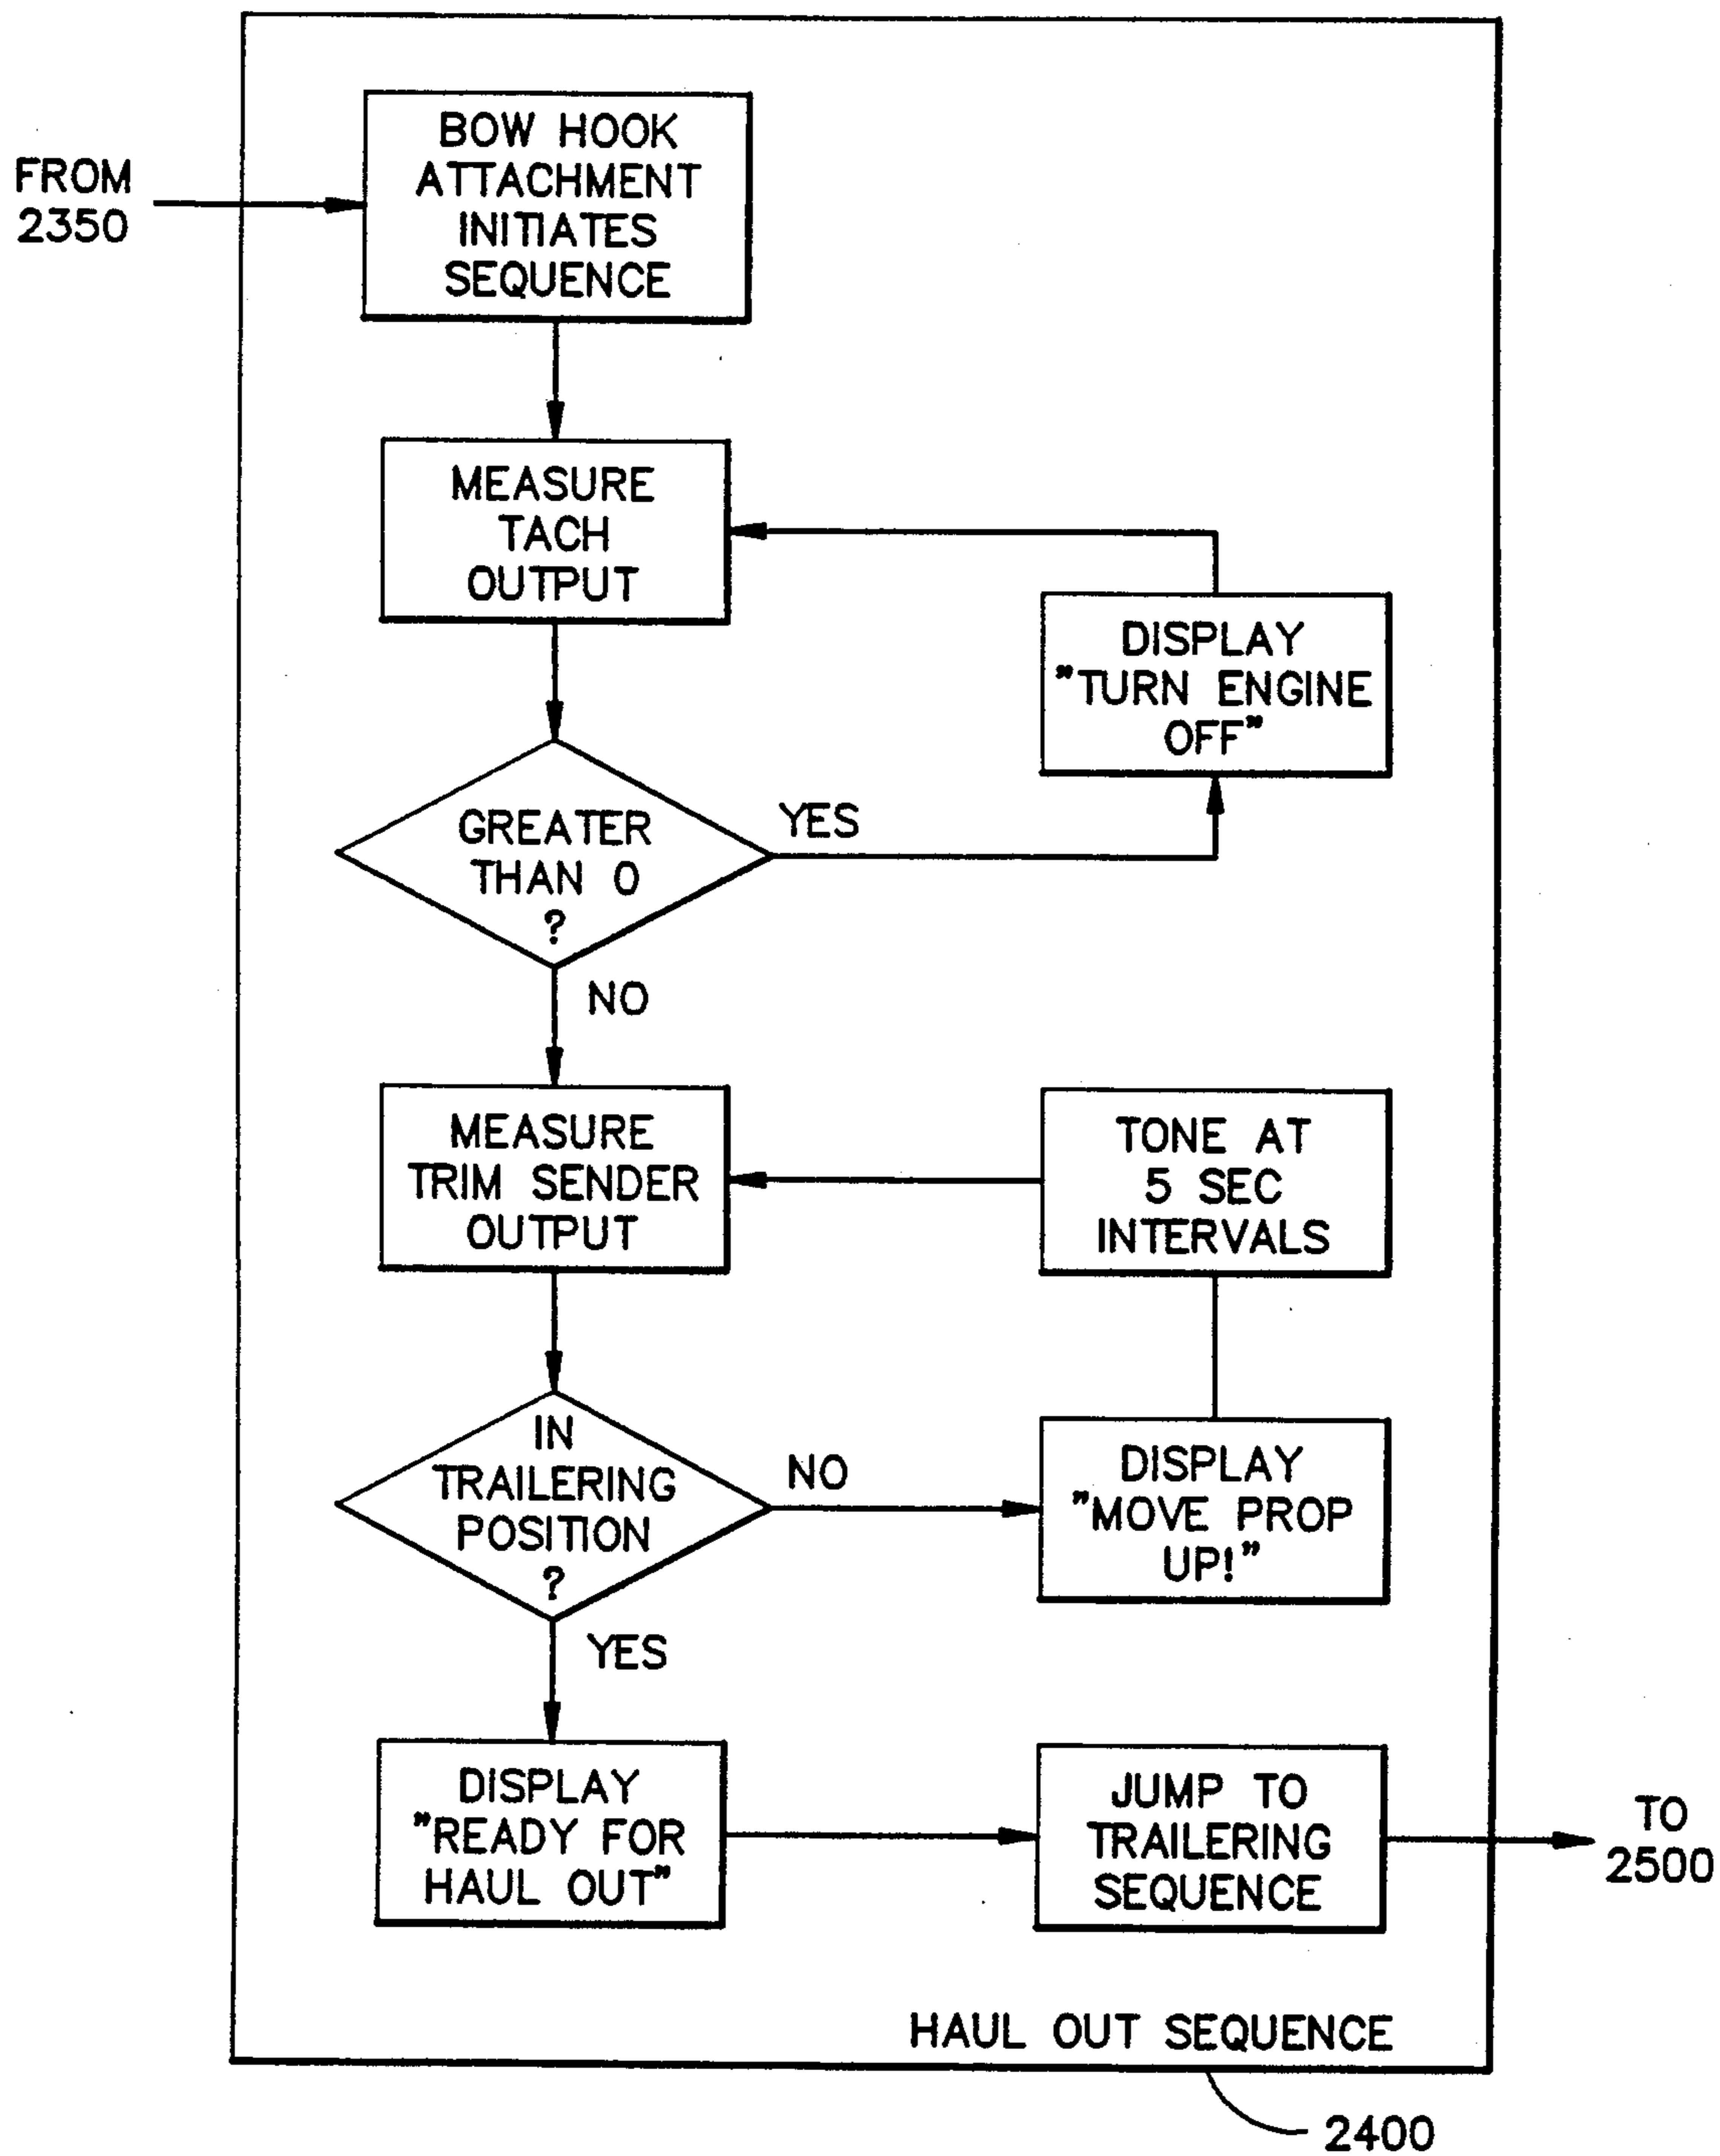 FROM
2350
BOW HOOK
ATTACHMENT
INITIATES
SEQUENCE
MEASURE
TACH
OUTPUT
DISPLAY
"TURN ENGINE
OFF"
GREATER
THAN 0
?
YES
NO
MEASURE
TRIM SENDER
OUTPUT
TONE AT
5 SEC
INTERVALS
IN
TRAILERING
POSITION
?
NO
DISPLAY
"MOVE PROP
UP!"
YES
DISPLAY
"READY FOR
HAUL OUT"
JUMP TO
TRAILERING
SEQUENCE
TO
2500
HAUL OUT SEQUENCE
2400